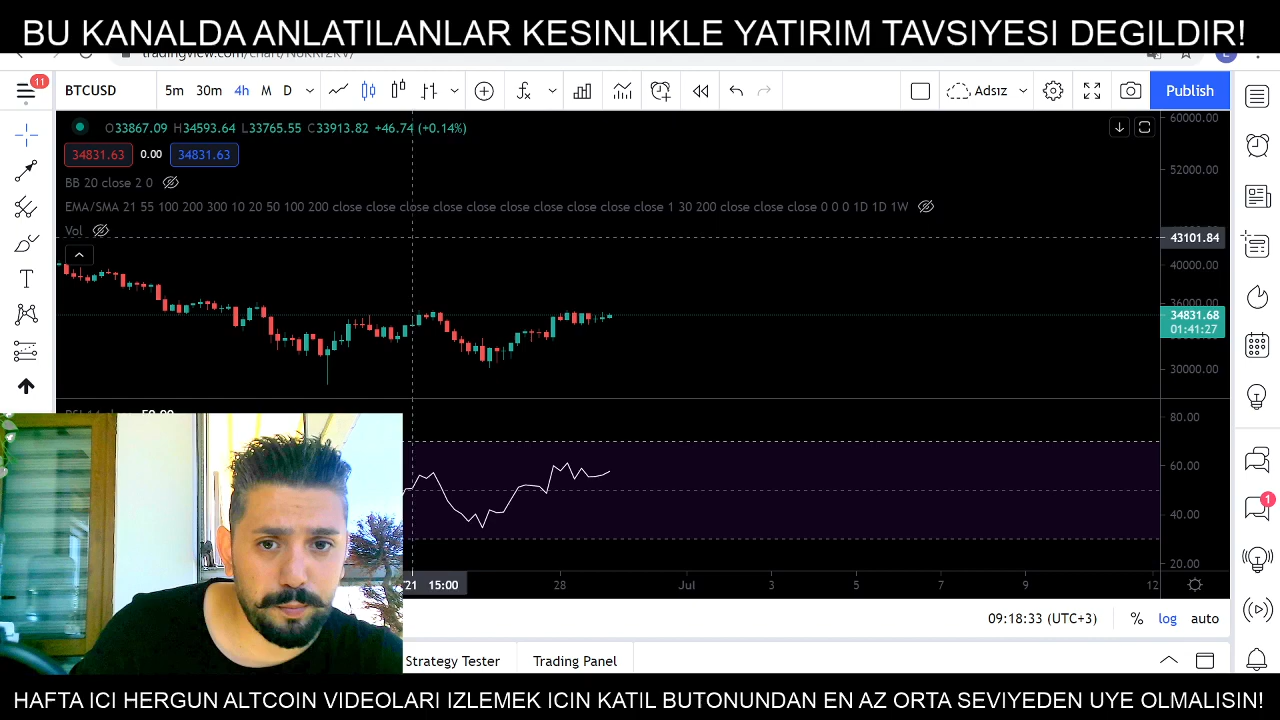 BU KANALDA ANLATILANLAR KESINLIKLE YATIRIM TAVSIYESI DEGILDIR!
11 BTCUSD 5m 30m 4h M D Adsız Publish
O33867.09 H34593.64 L33765.55 C33913.82 +46.74 (+0.14%)
34831.63 0.00 34831.63
BB 20 close 2 0
EMA/SMA 21 55 100 200 300 10 20 50 100 200 close close close close close close close close close close 1 30 200 close close close 0 0 0 1D 1D 1W
Vol
60000.00
52000.00
43101.84
40000.00
36000.00
34831.68
01:41:27
30000.00
80.00
60.00
40.00
20.00
1
21 15:00 28 Jul 3 5 7 9 12
09:18:33 (UTC+3) % log auto
Strategy Tester Trading Panel
HAFTA ICI HERGUN ALTCOIN VIDEOLARI IZLEMEK ICIN KATIL BUTONUNDAN EN AZ ORTA SEVIYEDEN UYE OLMALISIN!